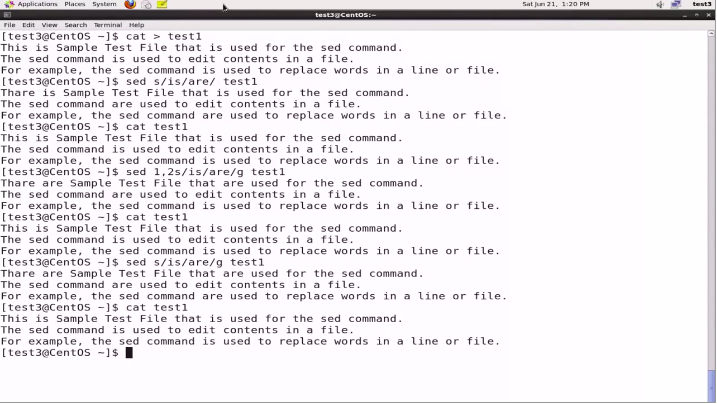 Applications Places System Sat Jun 21, 1:20 PM test3
test3@CentOS:~
File Edit View Search Terminal Help
[test3@CentOS ~]$ cat > test1
This is Sample Test File that is used for the sed command.
The sed command is used to edit contents in a file.
For example, the sed command is used to replace words in a line or file.
[test3@CentOS ~]$ sed s/is/are/ test1
Thare is Sample Test File that is used for the sed command.
The sed command are used to edit contents in a file.
For example, the sed command are used to replace words in a line or file.
[test3@CentOS ~]$ cat test1
This is Sample Test File that is used for the sed command.
The sed command is used to edit contents in a file.
For example, the sed command is used to replace words in a line or file.
[test3@CentOS ~]$ sed 1,2s/is/are/g test1
Thare are Sample Test File that are used for the sed command.
The sed command are used to edit contents in a file.
For example, the sed command is used to replace words in a line or file.
[test3@CentOS ~]$ cat test1
This is Sample Test File that is used for the sed command.
The sed command is used to edit contents in a file.
For example, the sed command is used to replace words in a line or file.
[test3@CentOS ~]$ sed s/is/are/g test1
Thare are Sample Test File that are used for the sed command.
The sed command are used to edit contents in a file.
For example, the sed command are used to replace words in a line or file.
[test3@CentOS ~]$ cat test1
This is Sample Test File that is used for the sed command.
The sed command is used to edit contents in a file.
For example, the sed command is used to replace words in a line or file.
[test3@CentOS ~]$